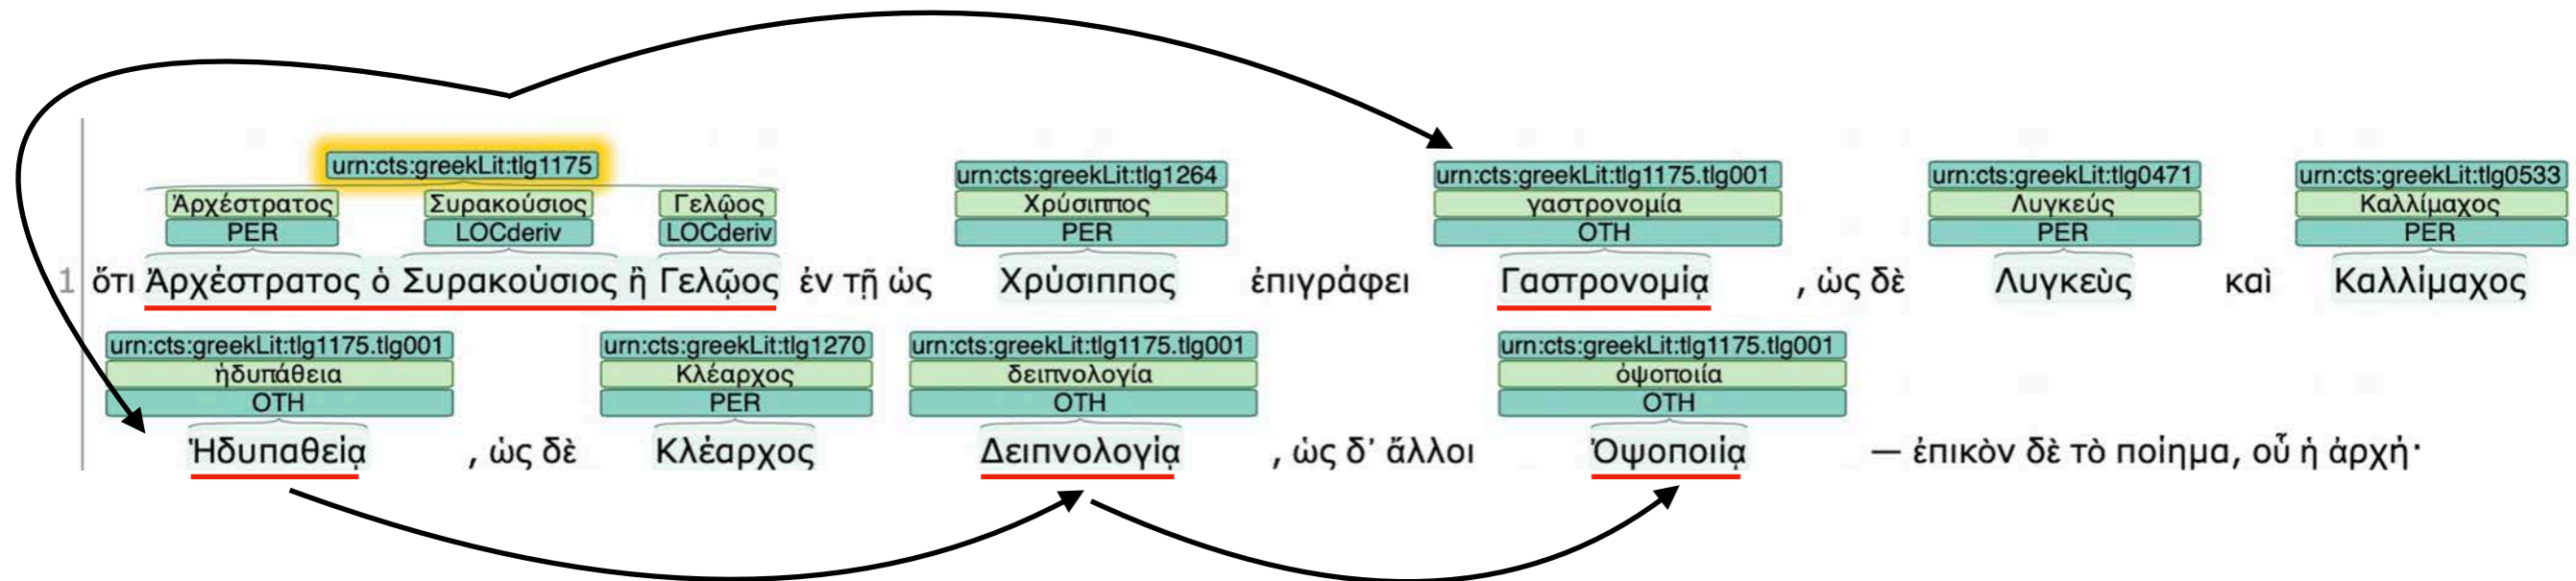 urn:cts:greekLit:tlg1175 urn:cts:greekLit:tlg1264 urn:cts:greekLit:tlg1175.tlg001 urn:cts:greekLit:tlg0471 urn:cts:greekLit:tlg0533
Ἀρχέστρατος Συρακούσιος Γελῷος Χρύσιππος γαστρονομία Λυγκεύς Καλλίμαχος
PER LOCderiv LOCderiv PER OTH PER PER
1 ὅτι Ἀρχέστρατος ὁ Συρακούσιος ἢ Γελῷος ἐν τῇ ὡς Χρύσιππος ἐπιγράφει Γαστρονομίᾳ , ὡς δὲ Λυγκεὺς καὶ Καλλίμαχος
urn:cts:greekLit:tlg1175.tlg001 urn:cts:greekLit:tlg1270 urn:cts:greekLit:tlg1175.tlg001 urn:cts:greekLit:tlg1175.tlg001
ἡδυπάθεια Κλέαρχος δειπνολογία ὀψοποιία
OTH PER OTH OTH
Ἡδυπαθείᾳ , ὡς δὲ Κλέαρχος Δειπνολογίᾳ , ὡς δ᾽ ἄλλοι Ὀψοποιίᾳ — ἐπικὸν δὲ τὸ ποίημα, οὗ ἡ ἀρχή·